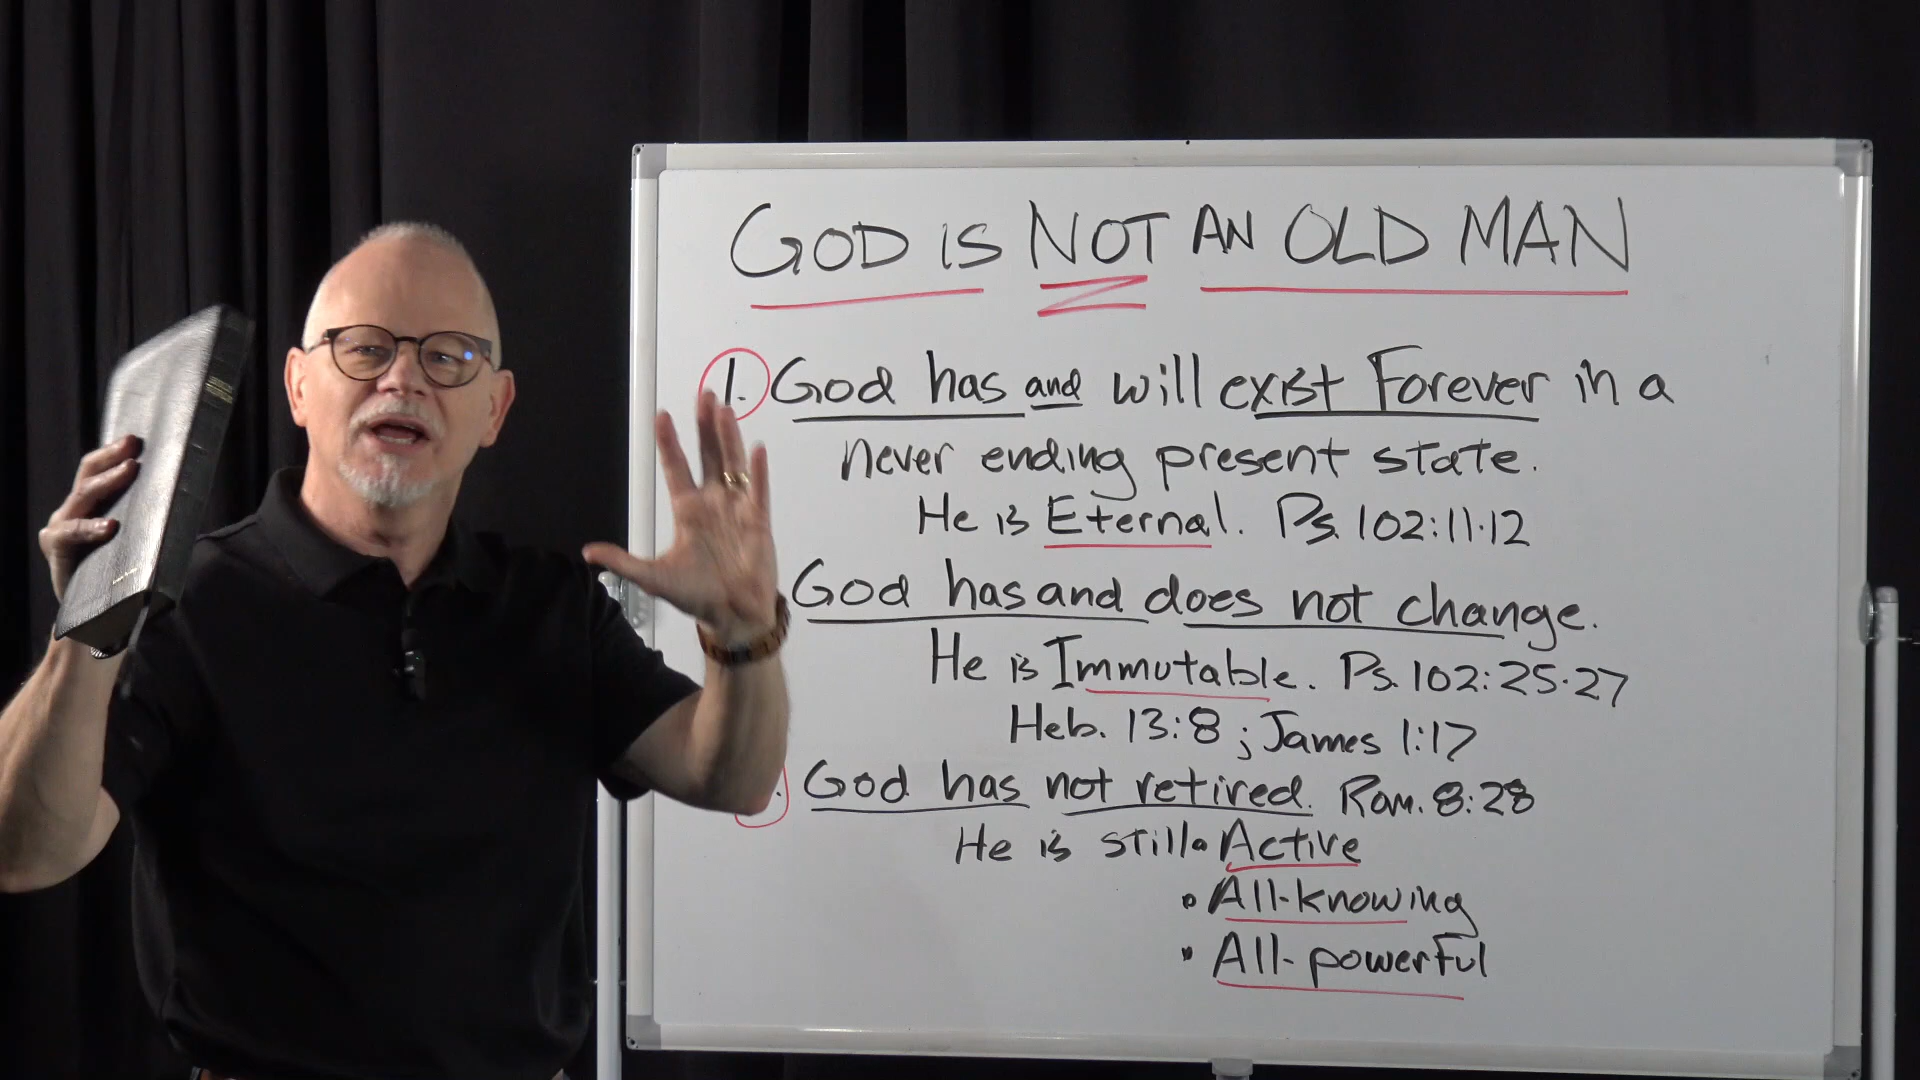 GOD IS NOT AN OLD MAN
1. God has and will exist Forever in a
never ending present state.
He is Eternal. Ps. 102:11-12
God has and does not change.
He is Immutable. Ps. 102:25-27
Heb. 13:8 ; James 1:17
God has not retired. Rom. 8:28
He is still • Active
• All-knowing
• All-powerful